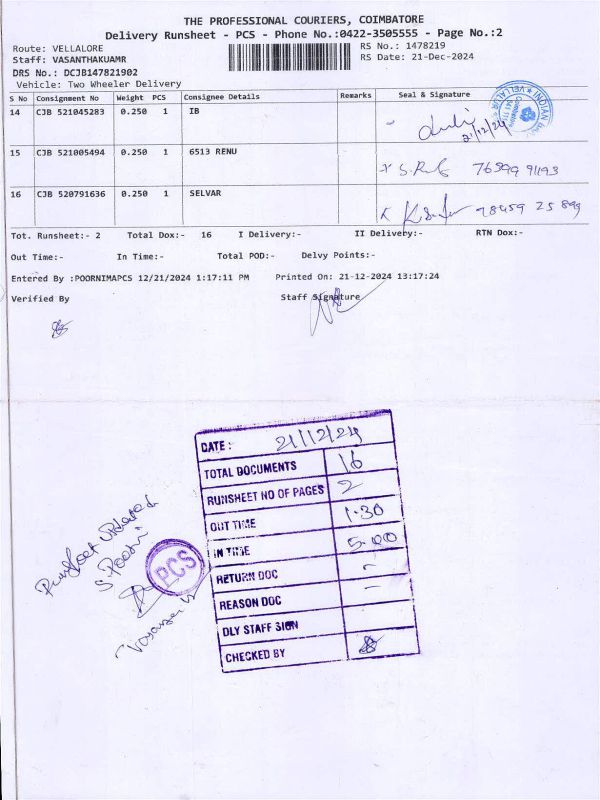 THE PROFESSIONAL COURIERS, COIMBATORE
Delivery Runsheet - PCS - Phone No.:0422-3505555 - Page No.:2
Route: VELLALORE
RS No.: 1478219
Staff: VASANTHAKUAMR
RS Date: 21-Dec-2024
DRS No.: DCJB147821902
Vehicle: Two Wheeler Delivery
S No Consignment No Weight PCS Consignee Details Remarks Seal & Signature
14 CJB 521045283 0.250 1 IB
21/12/24
15 CJB 521005494 0.250 1 6513 RENU
16 CJB 520791636 0.250 1 SELVAR
98459 25 899
Tot. Runsheet:- 2 Total Dox:- 16 I Delivery:- II Delivery:- RTN Dox:-
Out Time:- In Time:- Total POD:- Delvy Points:-
Entered By :POORNIMAPCS 12/21/2024 1:17:11 PM Printed On: 21-12-2024 13:17:24
Verified By Staff Signature
DATE: 21/12/24
TOTAL DOCUMENTS 16
RUNSHEET NO OF PAGES 2
OUT TIME 1.30
IN TIME 5.00
RETURN DOC -
REASON DOC -
DLY STAFF SIGN
CHECKED BY
PCS